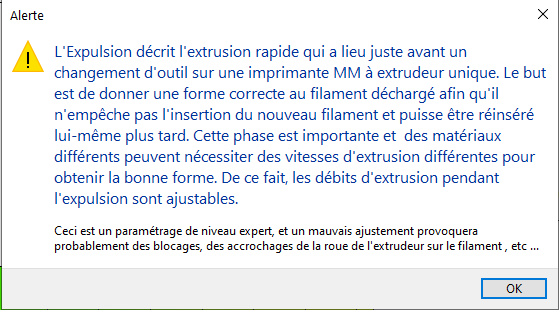 Alerte
L'Expulsion décrit l'extrusion rapide qui a lieu juste avant un
changement d'outil sur une imprimante MM à extrudeur unique. Le but
est de donner une forme correcte au filament déchargé afin qu'il
n'empêche pas l'insertion du nouveau filament et puisse être réinséré
lui-même plus tard. Cette phase est importante et  des matériaux
différents peuvent nécessiter des vitesses d'extrusion différentes pour
obtenir la bonne forme. De ce fait, les débits d'extrusion pendant
l'expulsion sont ajustables.
Ceci est un paramétrage de niveau expert, et un mauvais ajustement provoquera
probablement des blocages, des accrochages de la roue de l'extrudeur sur le filament , etc ...
OK